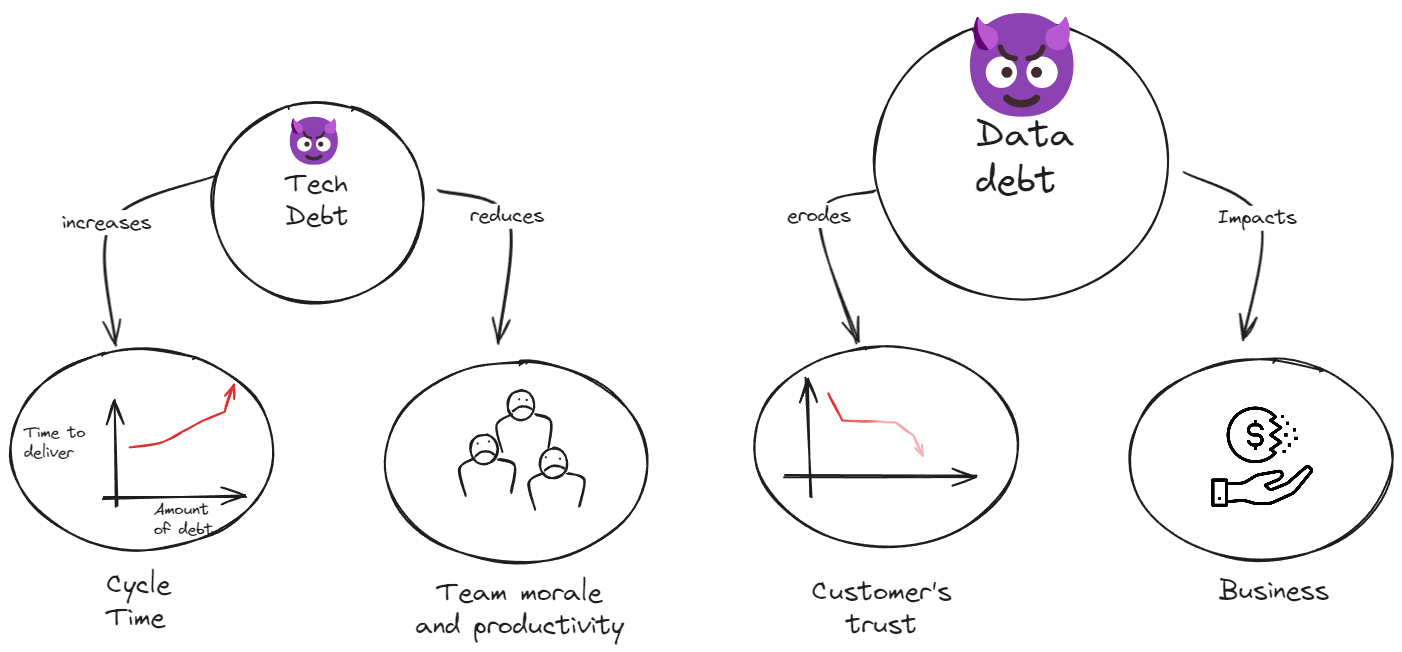 Tech
Debt
increases
reduces
Time to
deliver
Amount
of debt
Cycle
Time
Team morale
and productivity
Data
debt
erodes
Impacts
$
Customer's
trust
Business